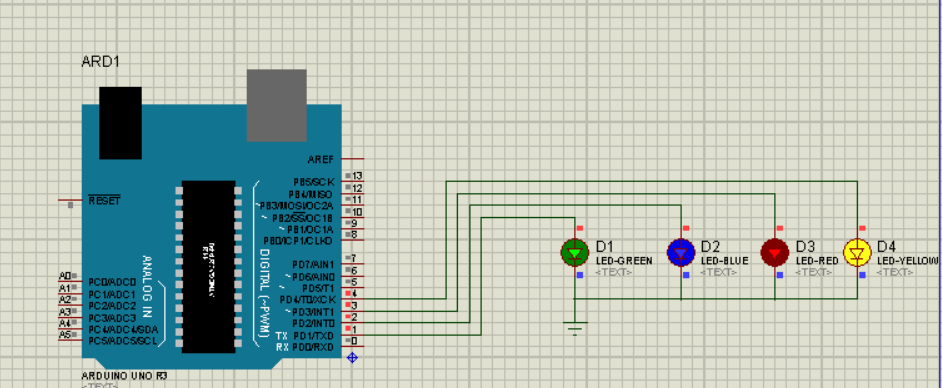 ARD1
AREF
PB5/SCK 13
PB4/MISO 12
~PB3/MOSI/OC2A 11
~PB2/SS/OC1B 10
~PB1/OC1A 9
PB0/ICP1/CLKO 8
RESET
PD7/AIN1 7
~PD6/AIN0 6
~PD5/T1 5
PD4/T0/XCK 4
~PD3/INT1 3
PD2/INT0 2
TX PD1/TXD 1
RX PD0/RXD 0
DIGITAL (~PWM)
ANALOG IN
A0 PC0/ADC0
A1 PC1/ADC1
A2 PC2/ADC2
A3 PC3/ADC3
A4 PC4/ADC4/SDA
A5 PC5/ADC5/SCL
ARDUINO UNO R3
<TEXT>
D1
LED-GREEN
<TEXT>
D2
LED-BLUE
<TEXT>
D3
LED-RED
<TEXT>
D4
LED-YELLOW
<TEXT>